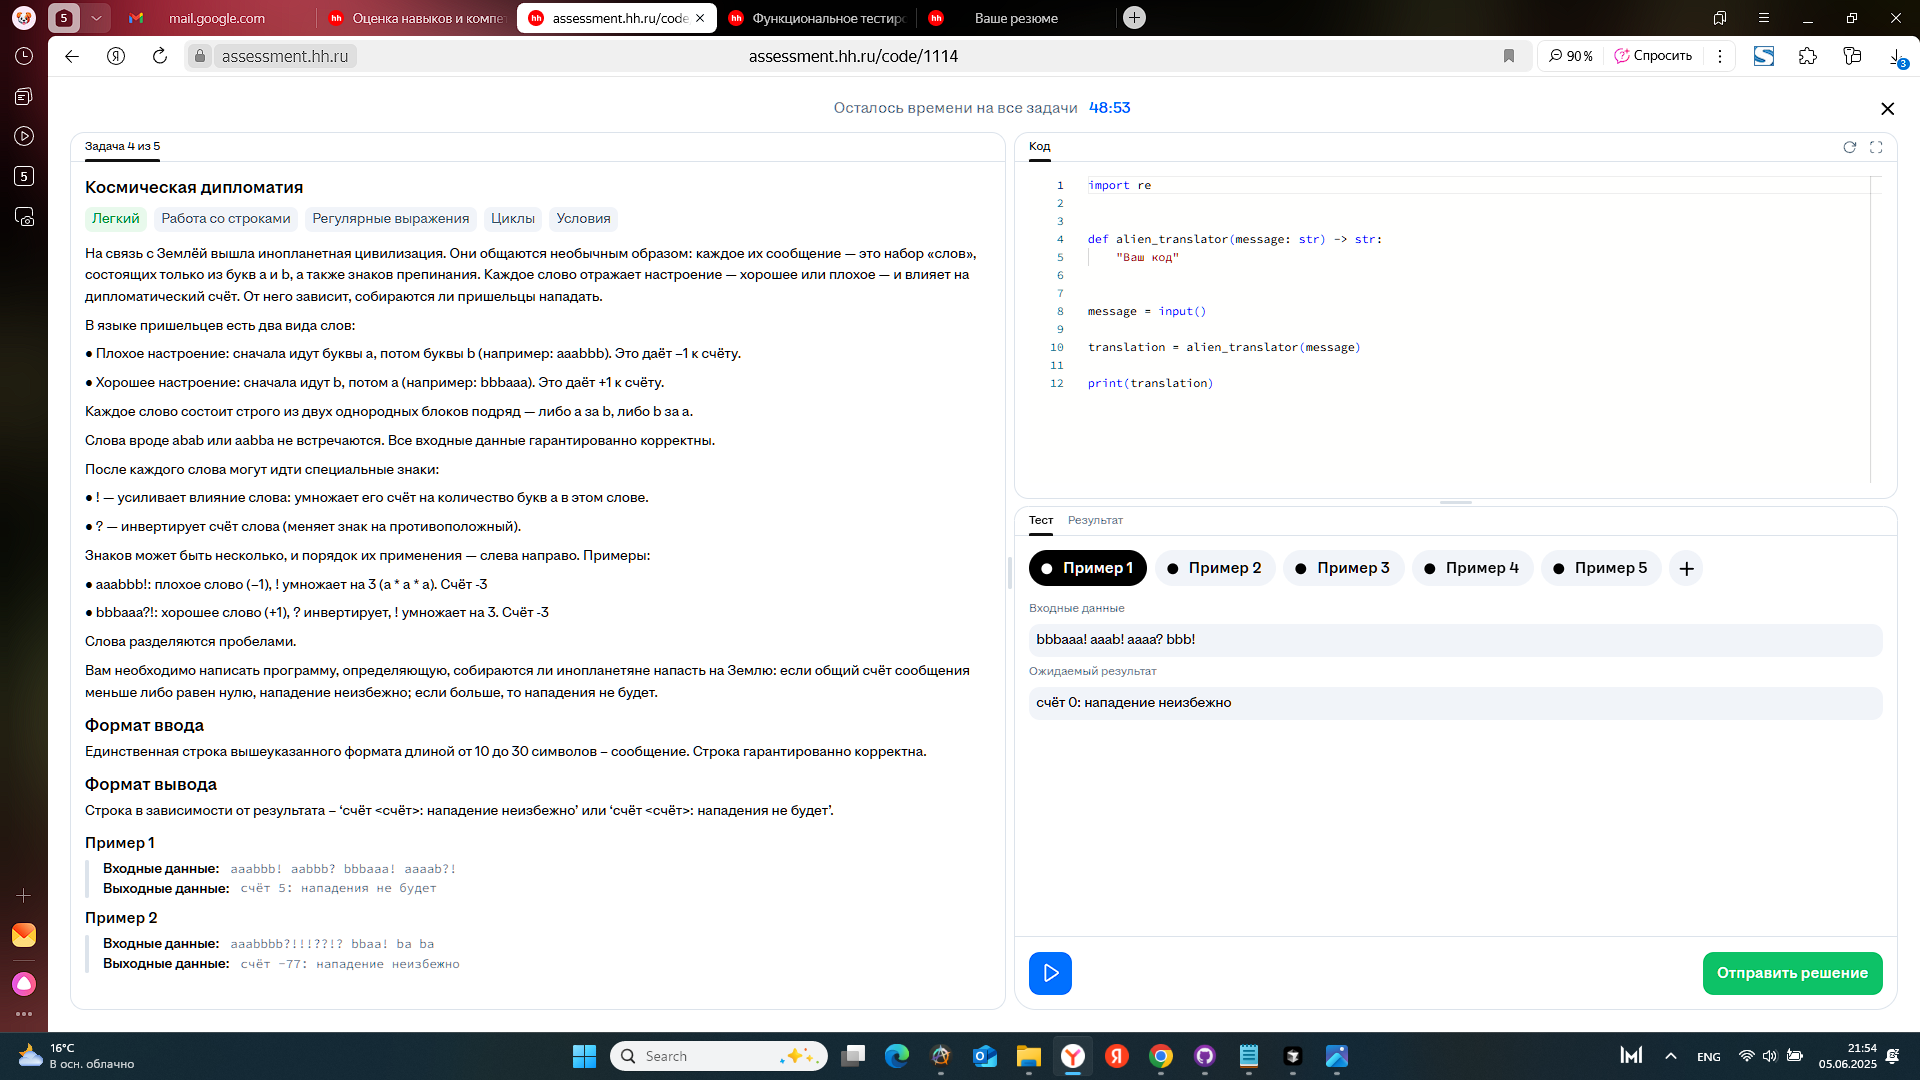 5
mail.google.com
Оценка навыков и компет
assessment.hh.ru/code
Функциональное тестиро
Ваше резюме
assessment.hh.ru
assessment.hh.ru/code/1114
90%
Спросить
3
5
Осталось времени на все задачи 48:53
Задача 4 из 5
Космическая дипломатия
Легкий
Работа со строками
Регулярные выражения
Циклы
Условия
На связь с Землёй вышла инопланетная цивилизация. Они общаются необычным образом: каждое их сообщение — это набор «слов»,
состоящих только из букв a и b, а также знаков препинания. Каждое слово отражает настроение — хорошее или плохое — и влияет на
дипломатический счёт. От него зависит, собираются ли пришельцы нападать.
В языке пришельцев есть два вида слов:
● Плохое настроение: сначала идут буквы a, потом буквы b (например: aaabbb). Это даёт –1 к счёту.
● Хорошее настроение: сначала идут b, потом a (например: bbbaaa). Это даёт +1 к счёту.
Каждое слово состоит строго из двух однородных блоков подряд — либо a за b, либо b за a.
Слова вроде abab или aabba не встречаются. Все входные данные гарантированно корректны.
После каждого слова могут идти специальные знаки:
● ! — усиливает влияние слова: умножает его счёт на количество букв a в этом слове.
● ? — инвертирует счёт слова (меняет знак на противоположный).
Знаков может быть несколько, и порядок их применения — слева направо. Примеры:
● aaabbb!: плохое слово (−1), ! умножает на 3 (a * a * a). Счёт -3
● bbbaaa?!: хорошее слово (+1), ? инвертирует, ! умножает на 3. Счёт -3
Слова разделяются пробелами.
Вам необходимо написать программу, определяющую, собираются ли инопланетяне напасть на Землю: если общий счёт сообщения
меньше либо равен нулю, нападение неизбежно; если больше, то нападения не будет.
Формат ввода
Единственная строка вышеуказанного формата длиной от 10 до 30 символов – сообщение. Строка гарантированно корректна.
Формат вывода
Строка в зависимости от результата – ‘счёт <счёт>: нападение неизбежно’ или ‘счёт <счёт>: нападения не будет’.
Пример 1
Входные данные: aaabbb! aabbb? bbbaaa! aaaab?!
Выходные данные: счёт 5: нападения не будет
Пример 2
Входные данные: aaabbbb?!!!??!? bbaa! ba ba
Выходные данные: счёт -77: нападение неизбежно
Код
1 import re
2
3
4 def alien_translator(message: str) -> str:
5 "Ваш код"
6
7
8 message = input()
9
10 translation = alien_translator(message)
11
12 print(translation)
Тест
Результат
Пример 1
Пример 2
Пример 3
Пример 4
Пример 5
Входные данные
bbbaaa! aaab! aaaa? bbb!
Ожидаемый результат
счёт 0: нападение неизбежно
Отправить решение
16°C
В осн. облачно
Search
ENG
21:54
05.06.2025